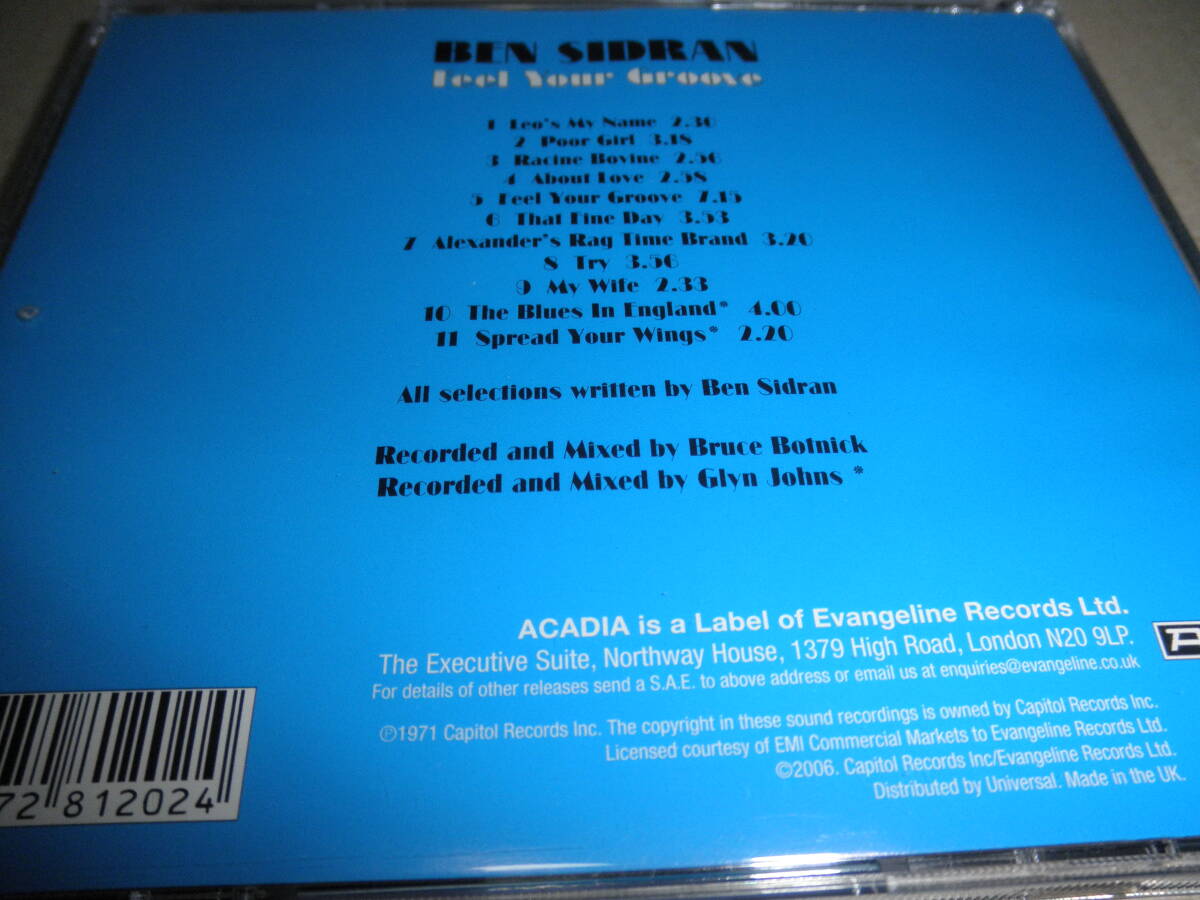 BEN SIDRAN
Feel Your Groove
1 Leo's My Name 2.36
2 Poor Girl 3.18
3 Racine Bovine 2.56
4 About Love 2.58
5 Feel Your Groove 7.15
6 That Fine Day 3.53
7 Alexander's Rag Time Brand 3.20
8 Try 3.56
9 My Wife 2.33
10 The Blues In England* 4.00
11 Spread Your Wings* 2.20
All selections written by Ben Sidran
Recorded and Mixed by Bruce Botnick
Recorded and Mixed by Glyn Johns *
ACADIA is a Label of Evangeline Records Ltd.
The Executive Suite, Northway House, 1379 High Road, London N20 9LP.
For details of other releases send a S.A.E. to above address or email us at enquiries@evangeline.co.uk
℗1971 Capitol Records Inc. The copyright in these sound recordings is owned by Capitol Records Inc.
Licensed courtesy of EMI Commercial Markets to Evangeline Records Ltd.
©2006. Capitol Records Inc/Evangeline Records Ltd.
Distributed by Universal. Made in the UK.
72 812024